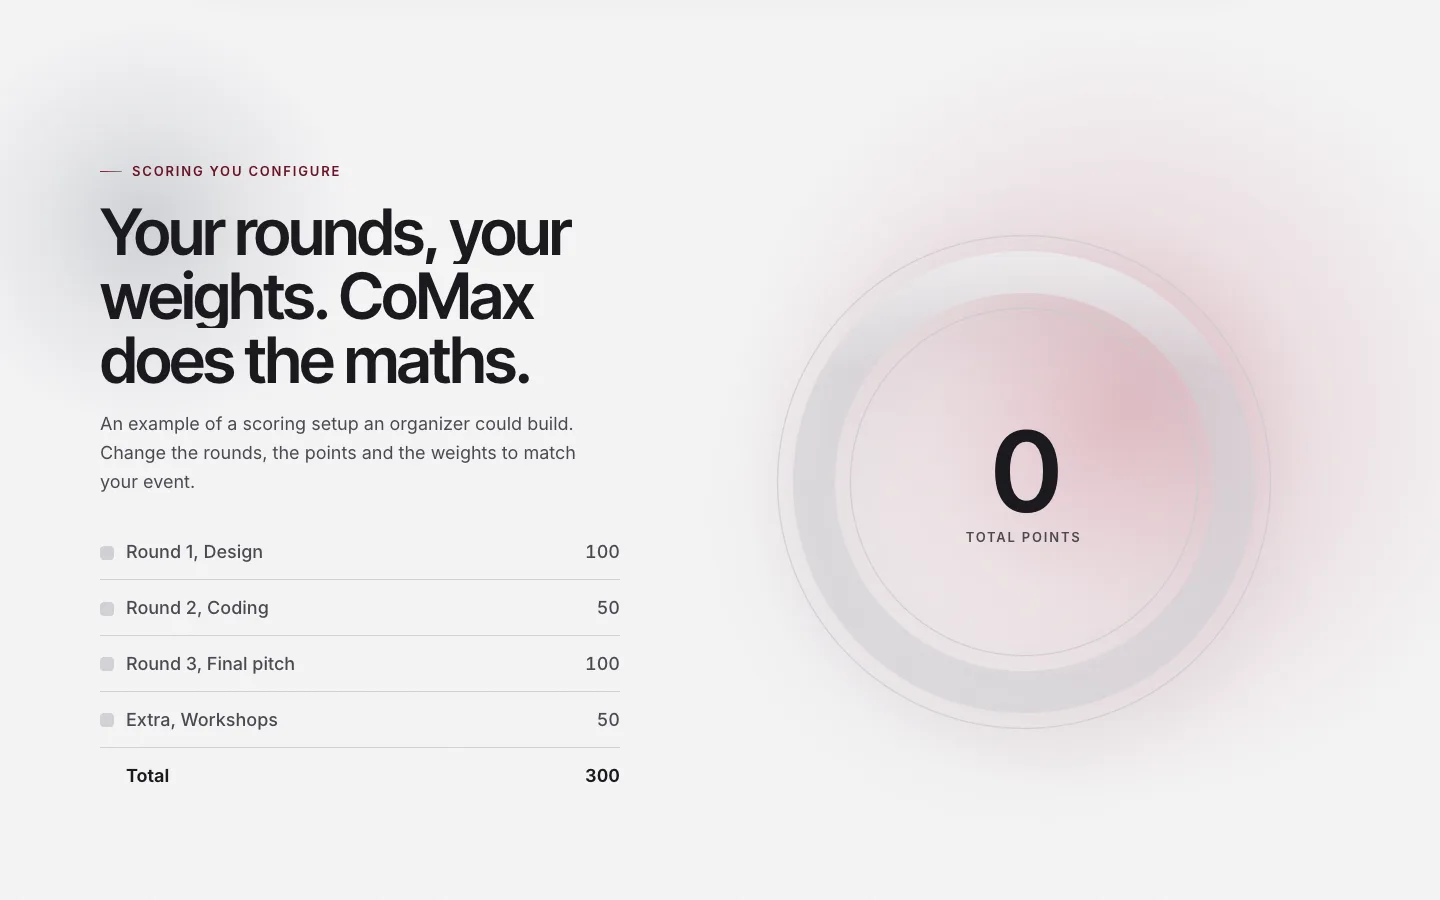 SCORING YOU CONFIGURE
Your rounds, your
weights. CoMax
does the maths.
An example of a scoring setup an organizer could build.
Change the rounds, the points and the weights to match
your event.
Round 1, Design 100
Round 2, Coding 50
Round 3, Final pitch 100
Extra, Workshops 50
Total 300
0
TOTAL POINTS